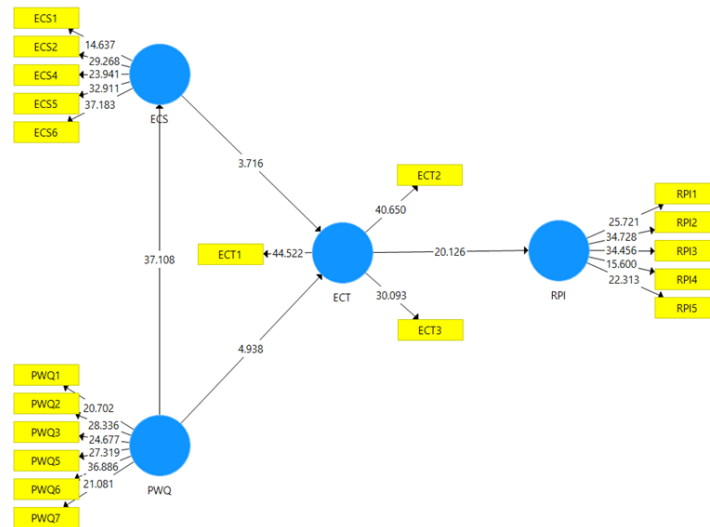 ECS1
14.637
ECS2
29.268
ECS4
23.941
ECS5
32.911
37.183
ECS6
ECS
3.716
ECT2
40.650
RPI1
25.721
RPI2
34.728
RPI3
34.456
15.600
RPI4
22.313
RPI5
ECT1
44.522
20.126
37.108
ECT
RPI
30.093
ECT3
4.938
PWQ1
20.702
PWQ2
28.336
PWQ3
24.677
27.319
PWQ5
36.886
PWQ6
21.081
PWQ7
PWQ